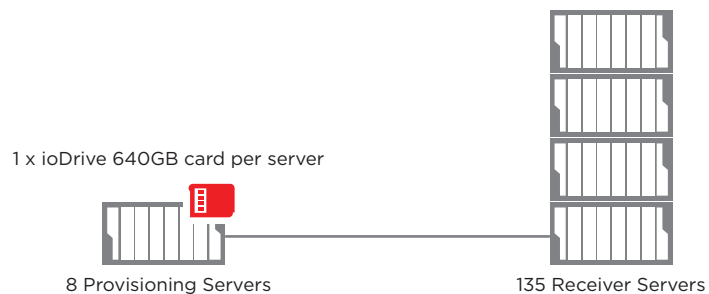 1 x ioDrive 640GB card per server
8 Provisioning Servers
135 Receiver Servers